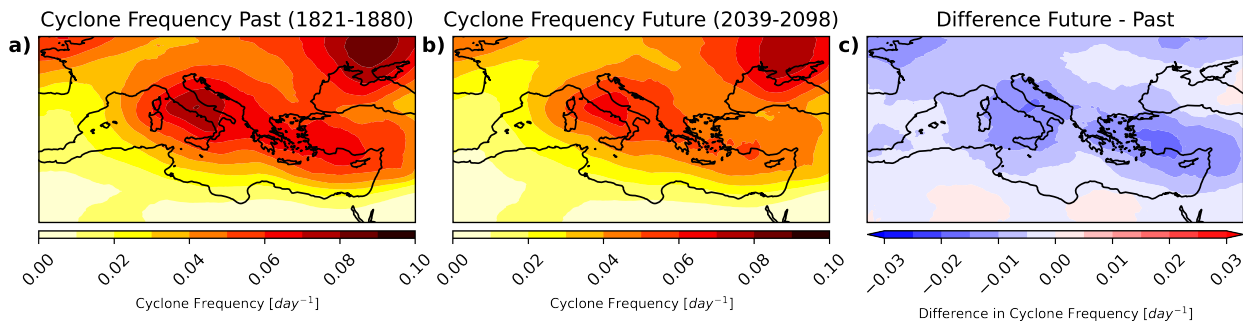 Cyclone Frequency Past (1821-1880)
Cyclone Frequency Future (2039-2098)
Difference Future - Past
a)
b)
c)
0.00 0.02 0.04 0.06 0.08 0.10
Cyclone Frequency [day⁻¹]
0.00 0.02 0.04 0.06 0.08 0.10
Cyclone Frequency [day⁻¹]
−0.03 −0.02 −0.01 0.00 0.01 0.02 0.03
Difference in Cyclone Frequency [day⁻¹]